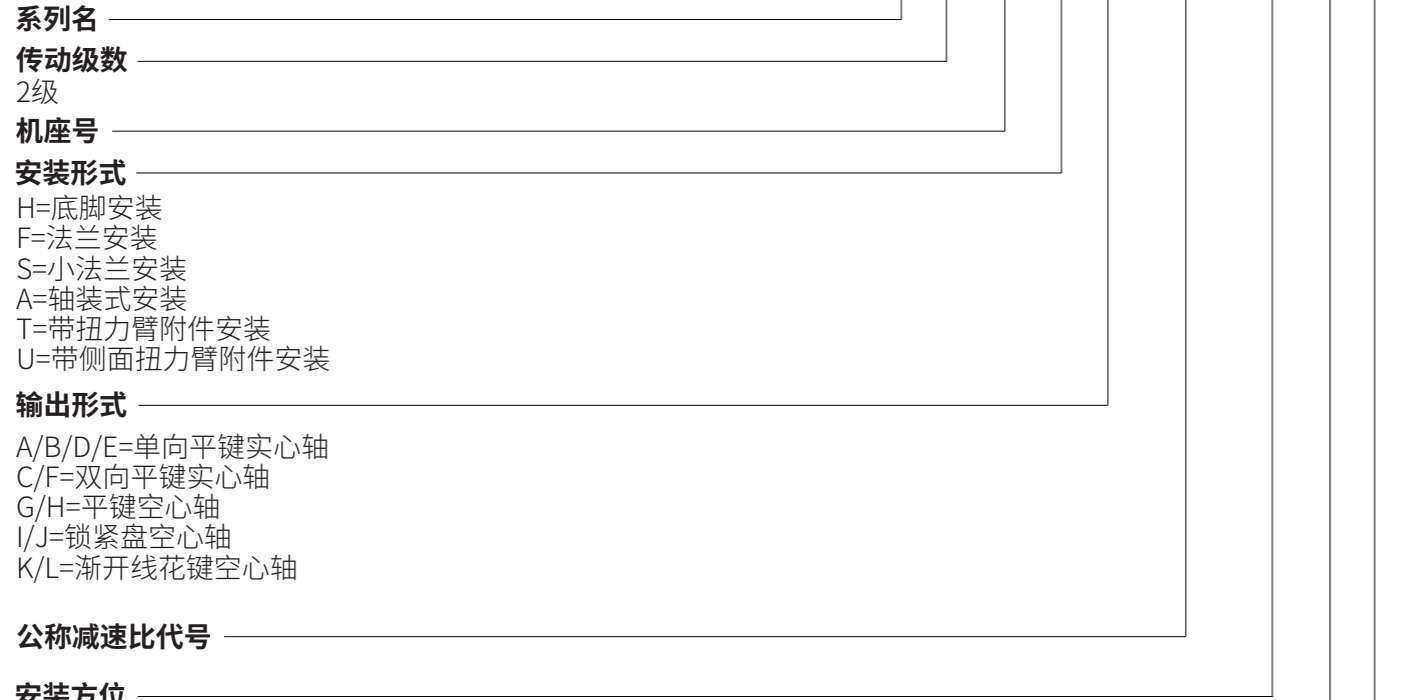 系列名
传动级数
2级
机座号
安装形式
H=底脚安装
F=法兰安装
S=小法兰安装
A=轴装式安装
T=带扭力臂附件安装
U=带侧面扭力臂附件安装
输出形式
A/B/D/E=单向平键实心轴
C/F=双向平键实心轴
G/H=平键空心轴
I/J=锁紧盘空心轴
K/L=渐开线花键空心轴
公称减速比代号
安装方位